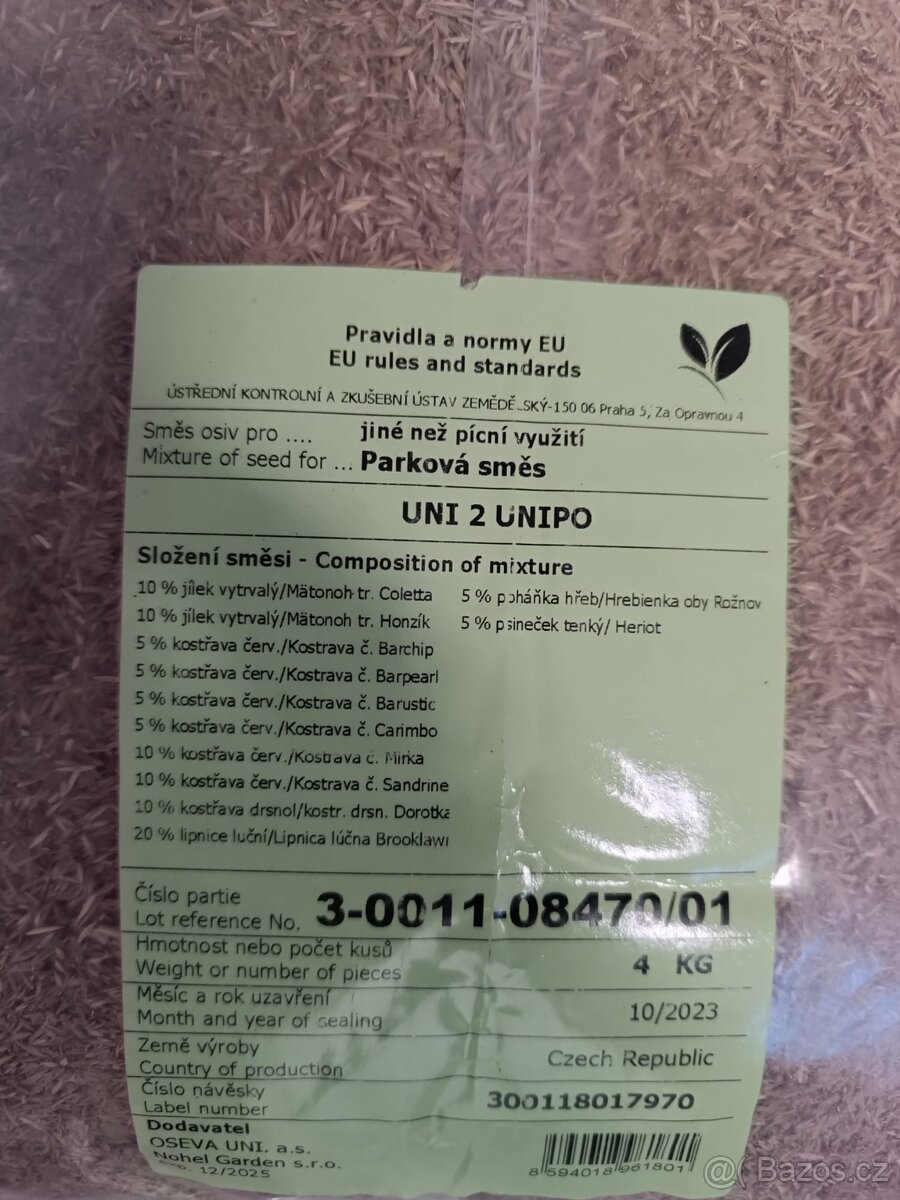 Pravidla a normy EU
EU rules and standards
ÚSTŘEDNÍ KONTROLNÍ A ZKUŠEBNÍ ÚSTAV ZEMĚDĚLSKÝ-150 06 Praha 5, Za Opravnou 4
Směs osiv pro .... jiné než pícní využití
Mixture of seed for ... Parková směs
UNI 2 UNIPO
Složení směsi - Composition of mixture
10 % jílek vytrvalý/Mätonoh tr. Coletta
10 % jílek vytrvalý/Mätonoh tr. Honzík
5 % kostřava červ./Kostrava č. Barchip
5 % kostřava červ./Kostrava č. Barpearl
5 % kostřava červ./Kostrava č. Barustic
5 % kostřava červ./Kostrava č. Carimbo
10 % kostřava červ./Kostrava č. Mirka
10 % kostřava červ./Kostrava č. Sandrine
10 % kostřava drsnol/kostr. drsn. Dorotka
20 % lipnice luční/Lipnica lúčna Brooklawn
5 % poháňka hřeb/Hrebienka oby Rožnov
5 % psineček tenký/ Heriot
Číslo partie
Lot reference No. 3-0011-08470/01
Hmotnost nebo počet kusů
Weight or number of pieces 4 KG
Měsíc a rok uzavření
Month and year of sealing 10/2023
Země výroby
Country of production Czech Republic
Číslo návěsky
Label number 300118017970
Dodavatel
OSEVA UNI, a.s.
Nohel Garden s.r.o.
exp. 12/2025
8 594018 961801
@( Bazos.cz